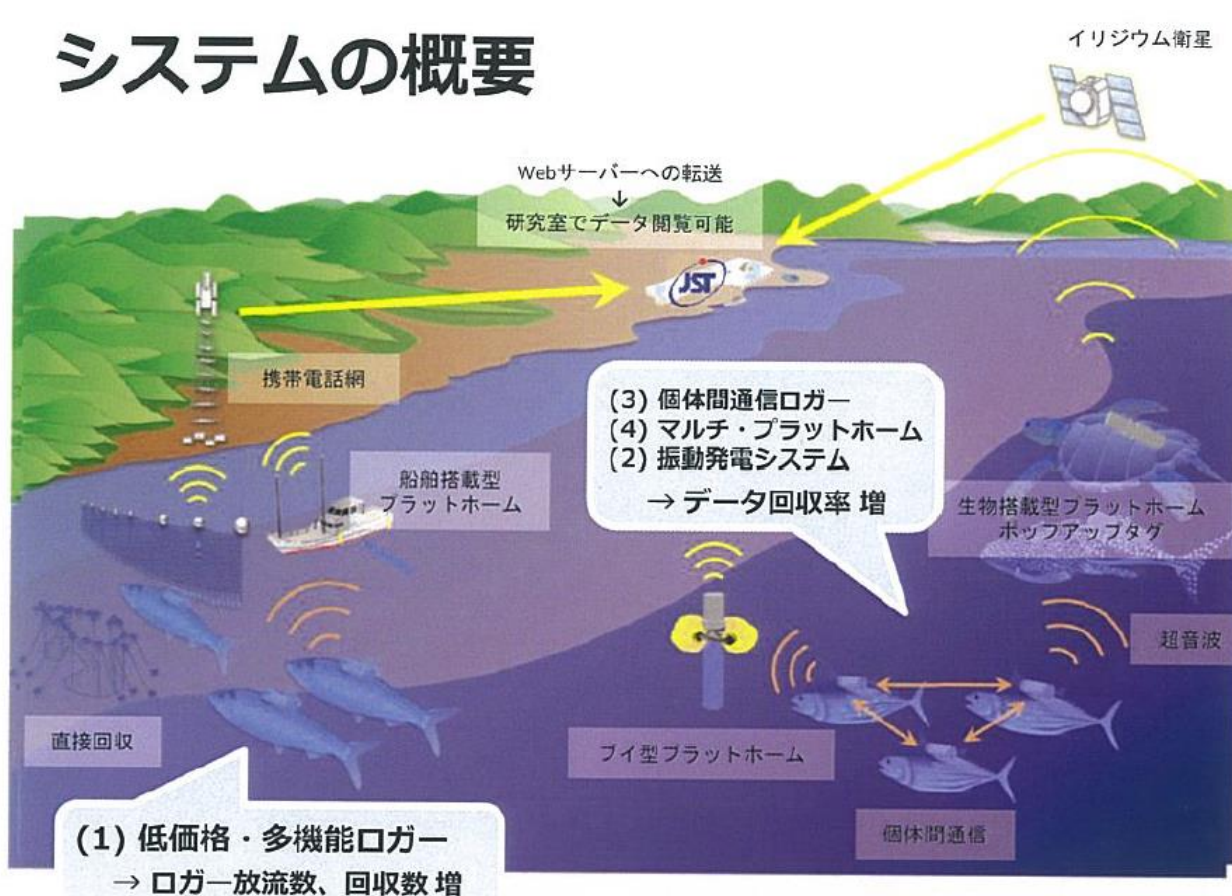 システムの概要
イリジウム衛星
Webサーバーへの転送
↓
研究室でデータ閲覧可能
JST
携帯電話網
(3) 個体間通信ロガー
(4) マルチ・プラットホーム
(2) 振動発電システム
→ データ回収率 増
船舶搭載型
プラットホーム
生物搭載型プラットホーム
ポップアップタグ
超音波
直接回収
ブイ型プラットホーム
個体間通信
(1) 低価格・多機能ロガー
→ ロガー放流数、回収数 増